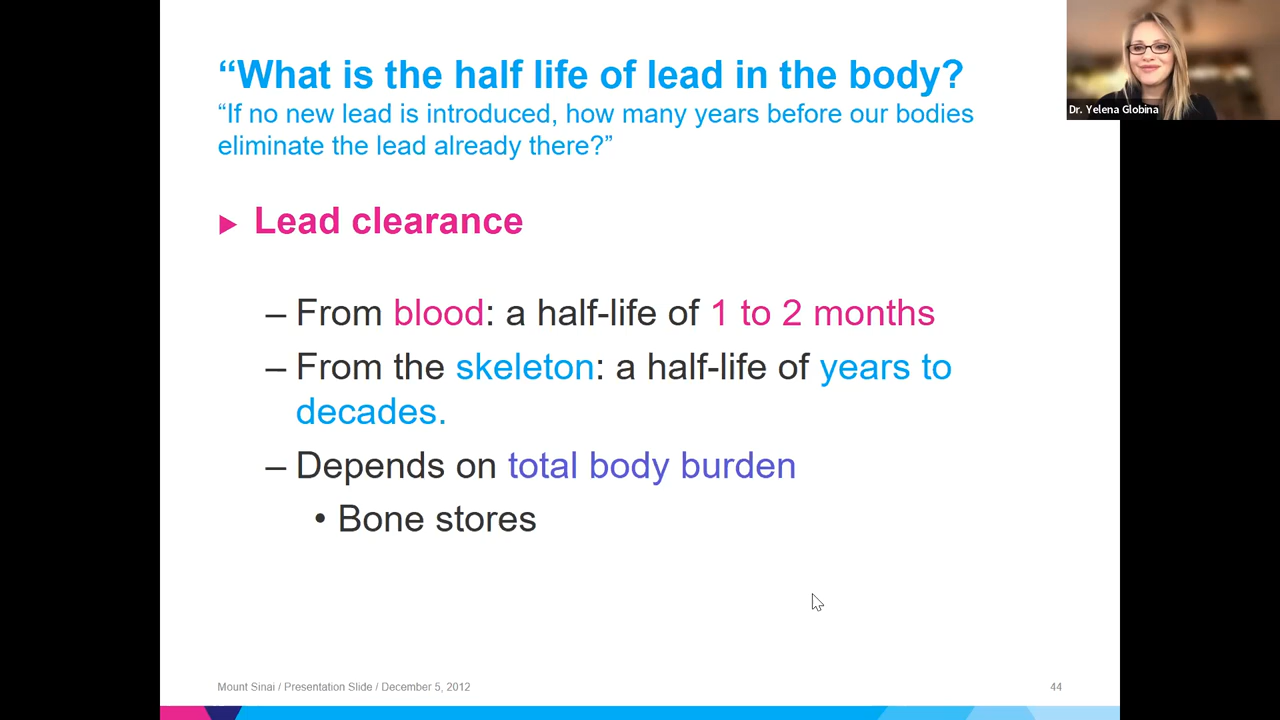 “What is the half life of lead in the body?
“If no new lead is introduced, how many years before our bodies
eliminate the lead already there?”
Dr. Yelena Globina
Lead clearance
– From blood: a half-life of 1 to 2 months
– From the skeleton: a half-life of years to
decades.
– Depends on total body burden
• Bone stores
Mount Sinai / Presentation Slide / December 5, 2012
44